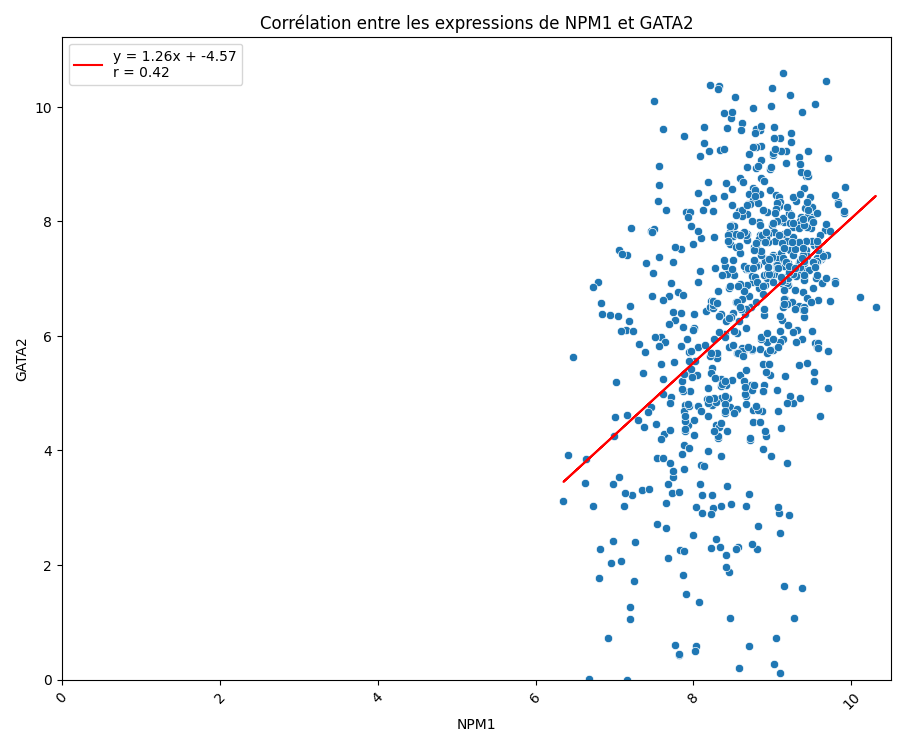 Corrélation entre les expressions de NPM1 et GATA2
y = 1.26x + -4.57
r = 0.42
10
8
6
4
2
0
GATA2
0
2
4
6
8
10
NPM1